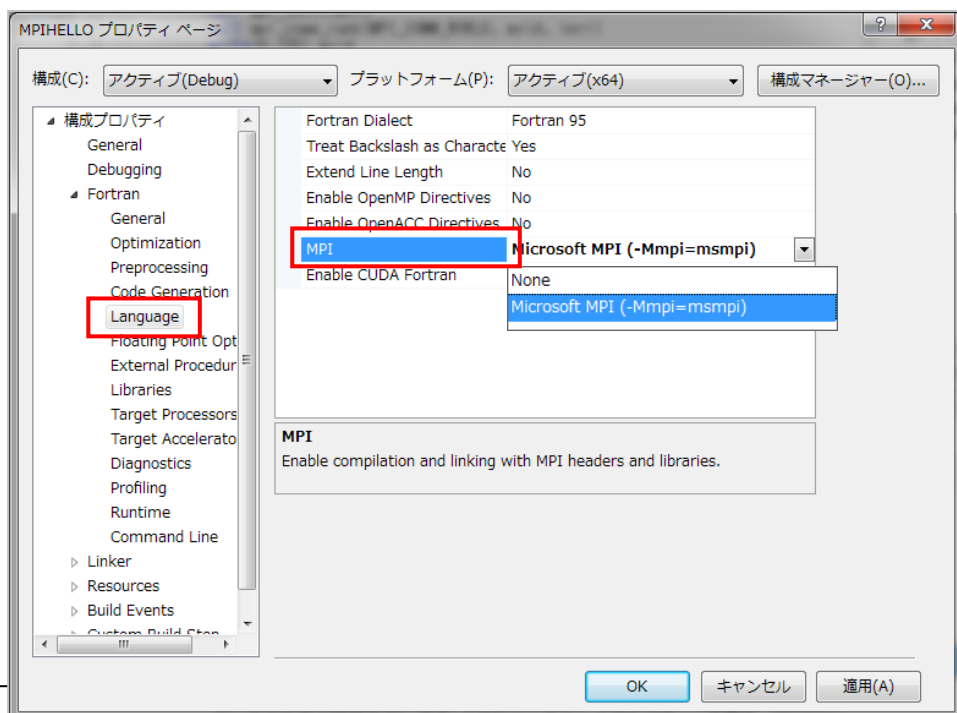 MPIHELLO プロパティ ページ
構成(C): アクティブ(Debug) プラットフォーム(P): アクティブ(x64) 構成マネージャー(O)...
構成プロパティ
General
Debugging
Fortran
General
Optimization
Preprocessing
Code Generation
Language
Floating Point Opt
External Procedur
Libraries
Target Processors
Target Accelerato
Diagnostics
Profiling
Runtime
Command Line
Linker
Resources
Build Events
Custom Build Step
Fortran Dialect Fortran 95
Treat Backslash as Characte Yes
Extend Line Length No
Enable OpenMP Directives No
Enable OpenACC Directives No
MPI Microsoft MPI (-Mmpi=msmpi)
Enable CUDA Fortran
None
Microsoft MPI (-Mmpi=msmpi)
MPI
Enable compilation and linking with MPI headers and libraries.
OK キャンセル 適用(A)